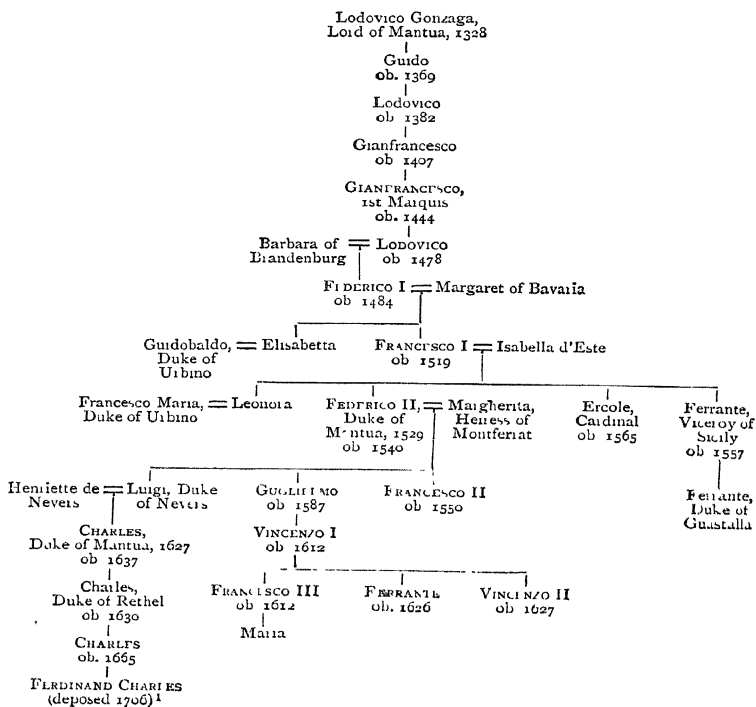 Lodovico Gonzaga,
Lord of Mantua, 1328
Guido
ob. 1369
Lodovico
ob 1382
Gianfrancesco
ob 1407
GIANFRANCESCO,
1st Marquis
ob. 1444
Barbara of
Brandenburg
LODOVICO
ob 1478
FEDERICO I
ob 1484
Margaret of Bavaria
Guidobaldo,
Duke of
Urbino
Elisabetta
FRANCESCO I
ob 1519
Isabella d'Este
Francesco Maria,
Duke of Urbino
Leonora
FEDERICO II,
Duke of
Mantua, 1529
ob 1540
Margherita,
Heiress of
Montferrat
Ercole,
Cardinal
ob 1565
Ferrante,
Viceroy of
Sicily
ob 1557
Henriette de
Nevers
Luigi, Duke
of Nevers
GUGLIELMO
ob 1587
FRANCESCO II
ob 1550
Ferrante,
Duke of
Guastalla
CHARLES,
Duke of Mantua, 1627
ob 1637
VINCENZO I
ob 1612
Charles,
Duke of Rethel
ob 1630
FRANCESCO III
ob 1612
FERRANTE
ob. 1626
VINCENZO II
ob 1627
Maria
CHARLES
ob. 1665
FERDINAND CHARLES
(deposed 1706)¹